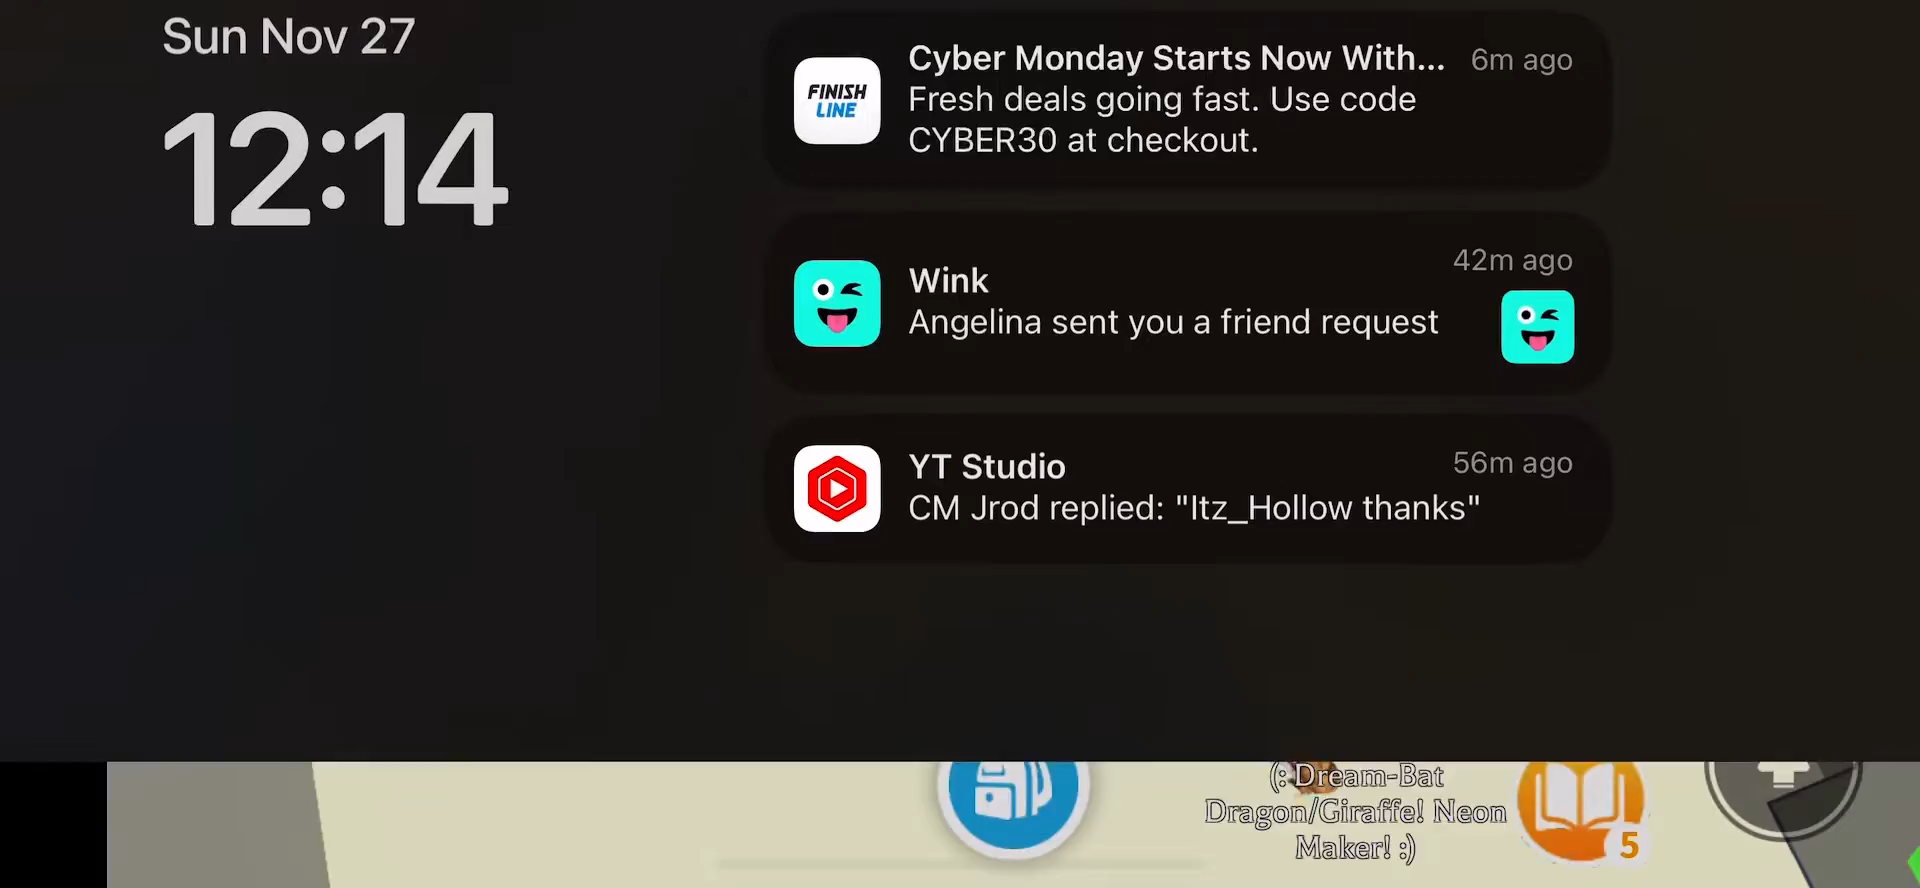 Sun Nov 27
12:14
FINISH
LINE
Cyber Monday Starts Now With...
6m ago
Fresh deals going fast. Use code
CYBER30 at checkout.
42m ago
Wink
Angelina sent you a friend request
YT Studio
56m ago
CM Jrod replied: "Itz_Hollow thanks"
(: Dream-Bat
Dragon/Giraffe! Neon
Maker! :)
5